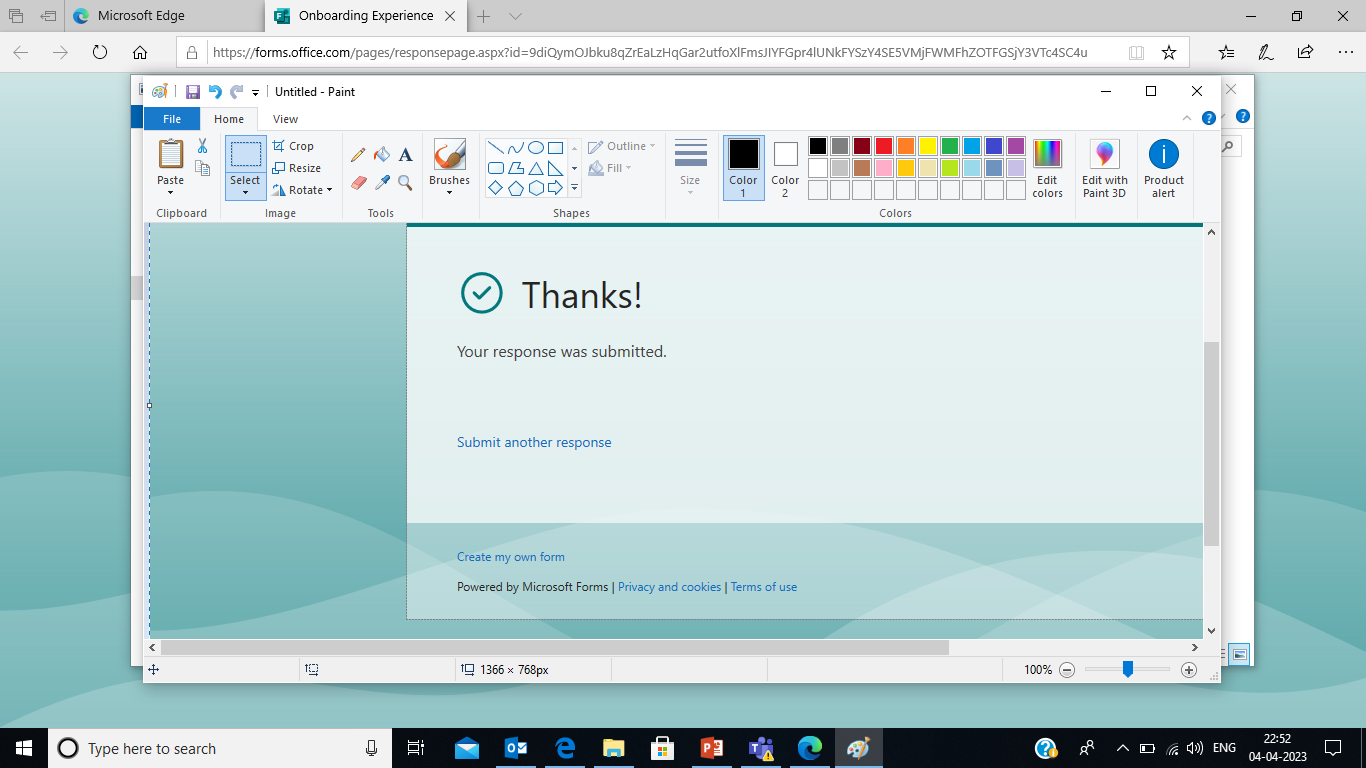 Microsoft Edge
Onboarding Experience
https://forms.office.com/pages/responsepage.aspx?id=9diQymOJbku8qZrEaLzHqGar2utfoXlFmsJIYFGpr4lUNkFYSzY4SE5VMjFWMFhZOTFGSjY3VTc4SC4u
Untitled - Paint
File Home View
Paste
Select
Crop
Resize
Rotate
A
Brushes
Outline
Fill
Size
Color 1
Color 2
Edit colors
Edit with Paint 3D
Product alert
Clipboard Image Tools Shapes Colors
Thanks!
Your response was submitted.
Submit another response
Create my own form
Powered by Microsoft Forms | Privacy and cookies | Terms of use
1366 × 768px
100%
Type here to search
ENG
22:52
04-04-2023